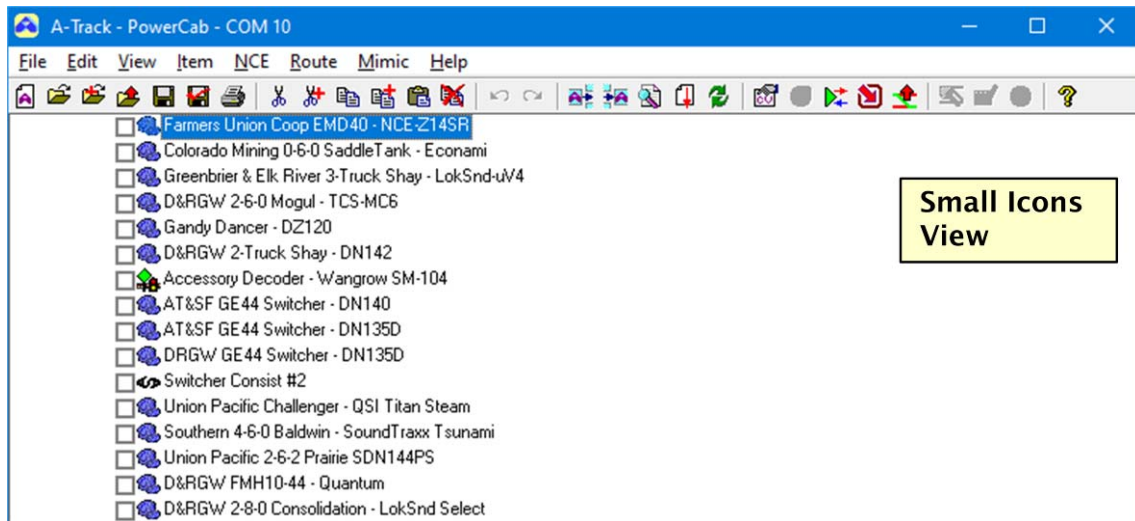 A-Track - PowerCab - COM 10
File Edit View Item NCE Route Mimic Help
Farmers Union Coop EMD40 - NCE-Z14SR
Colorado Mining 0-6-0 SaddleTank - Econami
Greenbrier & Elk River 3-Truck Shay - LokSnd-uV4
D&RGW 2-6-0 Mogul - TCS-MC6
Gandy Dancer - DZ120
D&RGW 2-Truck Shay - DN142
Accessory Decoder - Wangrow SM-104
AT&SF GE44 Switcher - DN140
AT&SF GE44 Switcher - DN135D
DRGW GE44 Switcher - DN135D
Switcher Consist #2
Union Pacific Challenger - QSI Titan Steam
Southern 4-6-0 Baldwin - SoundTraxx Tsunami
Union Pacific 2-6-2 Prairie SDN144PS
D&RGW FMH10-44 - Quantum
D&RGW 2-8-0 Consolidation - LokSnd Select
Small Icons
View